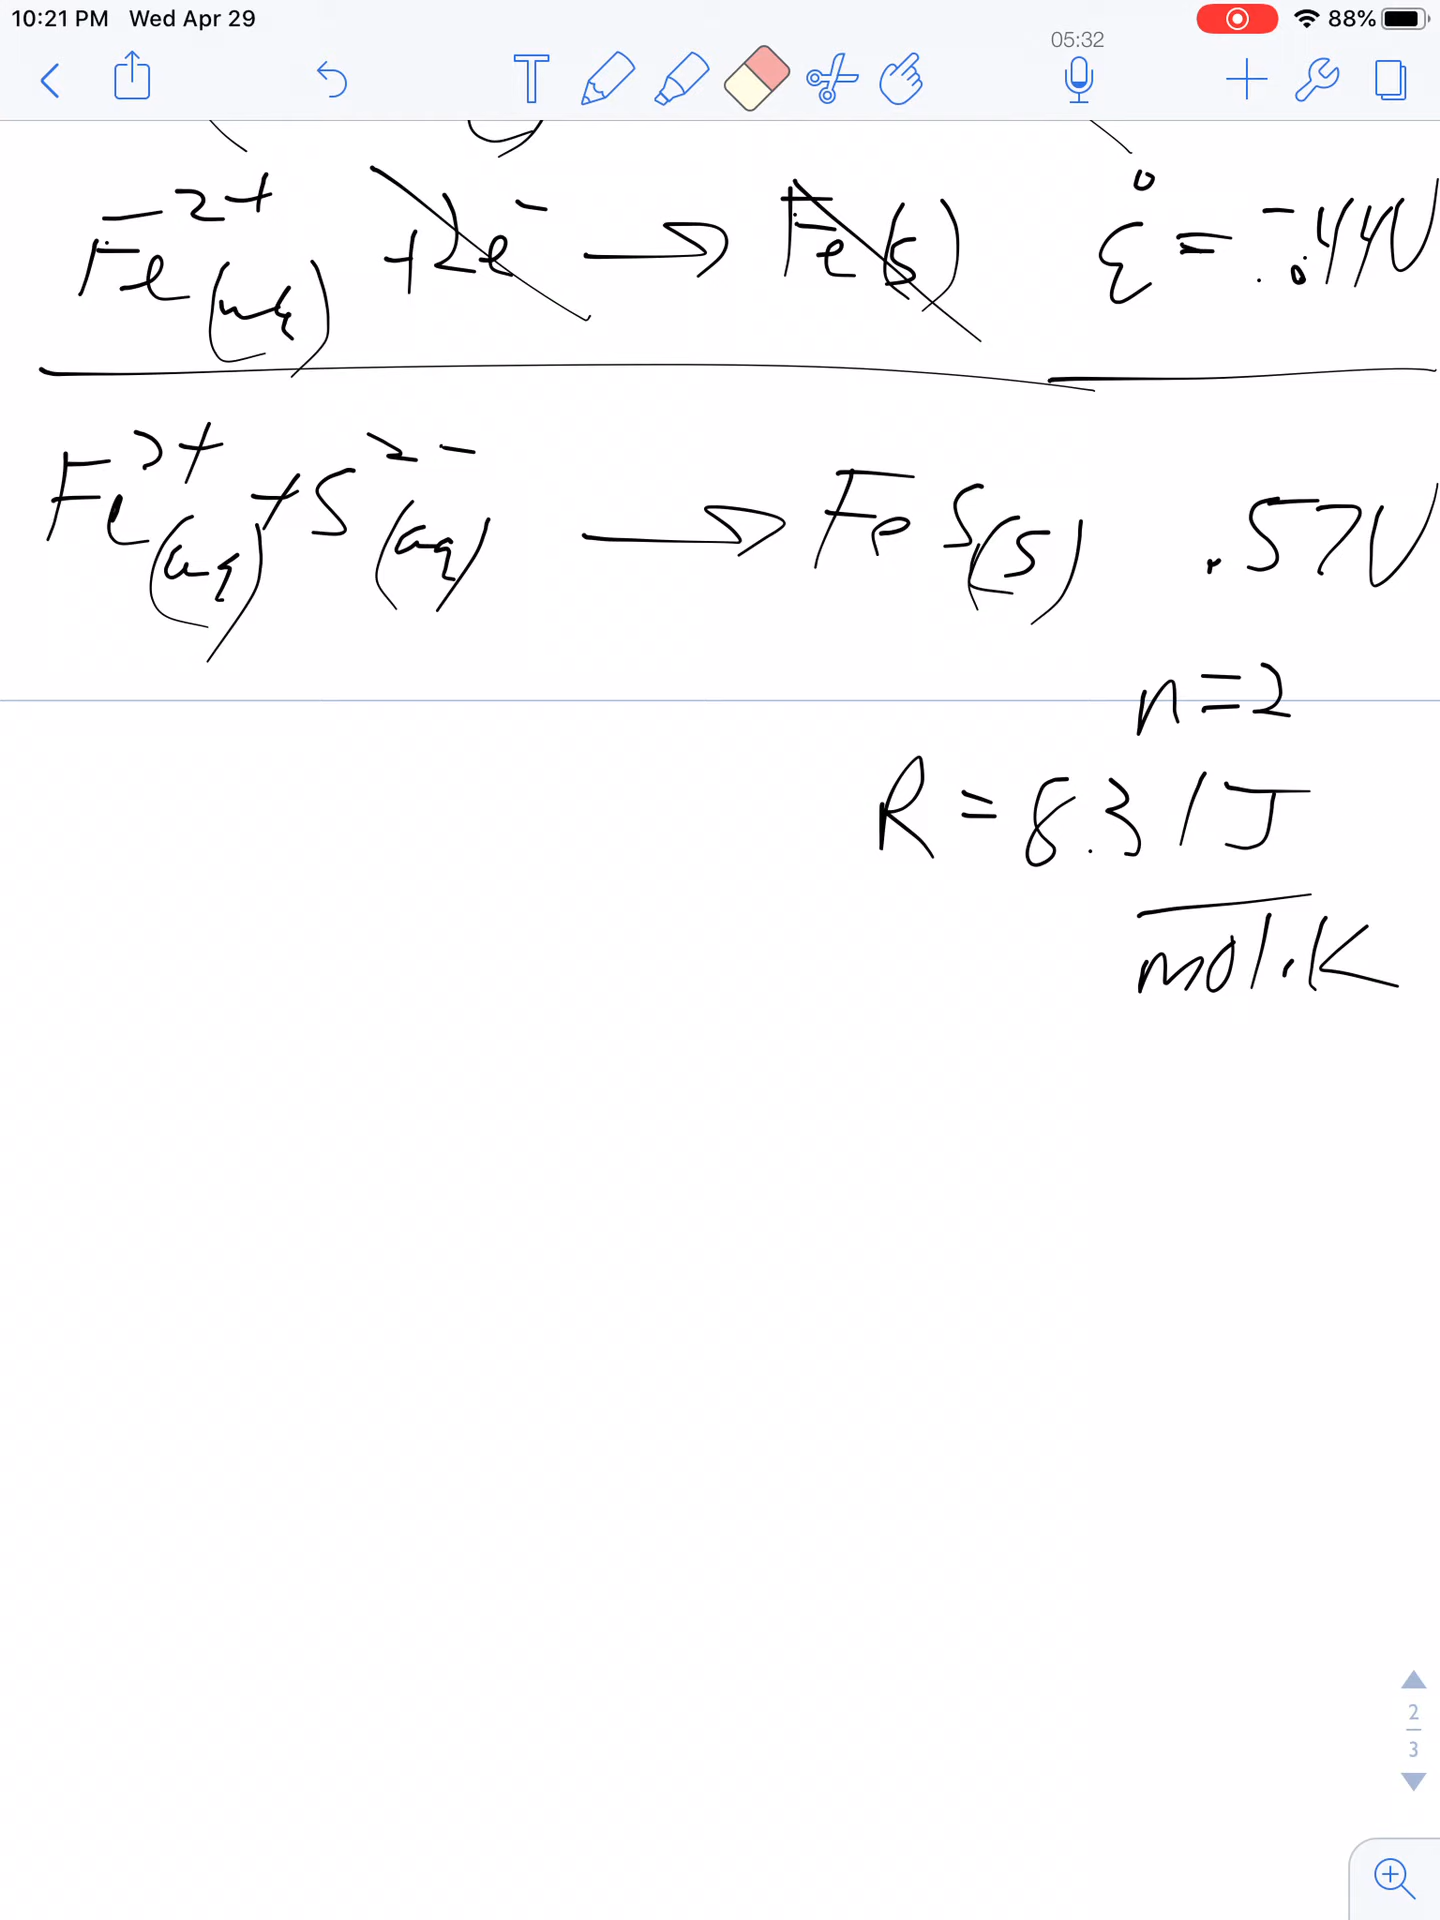 10:21 PM Wed Apr 29 88%
05:32
Fe²⁺(aq) +2e⁻ → Fe(s) ε° = -.44V
Fe²⁺(aq) + S²⁻(aq) → FeS(s) .57V
n=2
R = 8.31J
mol.K
2
3